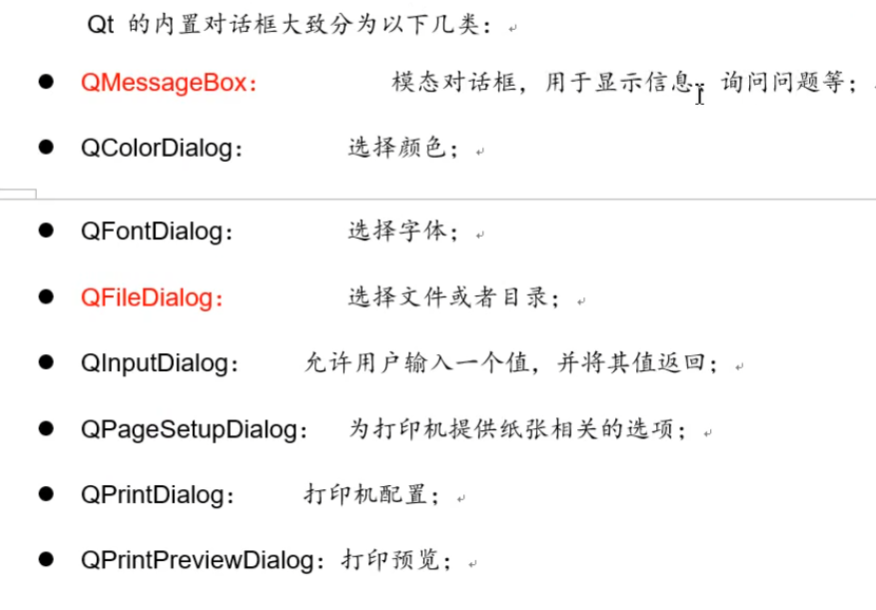 Qt 的内置对话框大致分为以下几类：
● QMessageBox： 模态对话框，用于显示信息、询问问题等；
● QColorDialog： 选择颜色；
● QFontDialog： 选择字体；
● QFileDialog： 选择文件或者目录；
● QInputDialog： 允许用户输入一个值，并将其值返回；
● QPageSetupDialog： 为打印机提供纸张相关的选项；
● QPrintDialog： 打印机配置；
● QPrintPreviewDialog：打印预览；